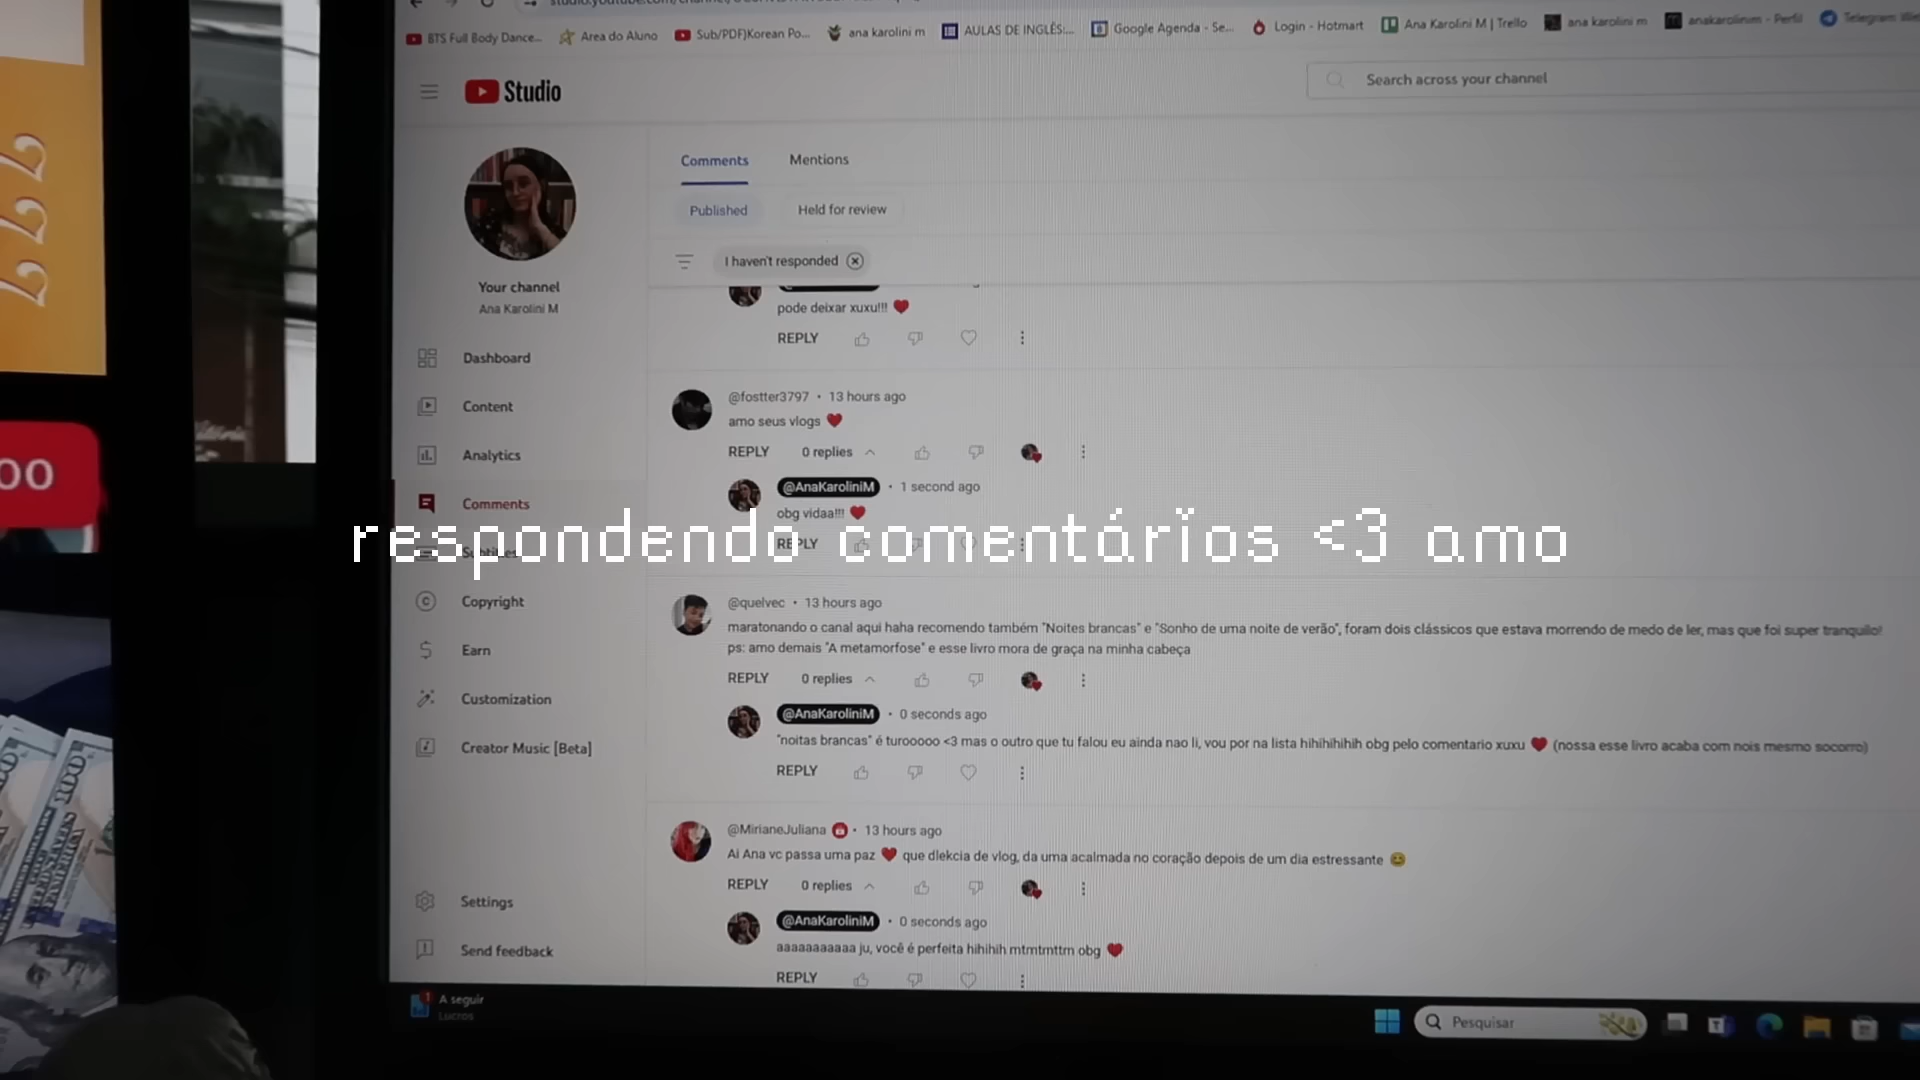 BTS Full Body Dance...
Area do Aluno
Sub/PDF)Korean Po...
ana karolini m
AULAS DE INGLÊS:...
Google Agenda - Se...
Login - Hotmart
Ana Karolini M | Trello
ana karolini m
anakarolinim - Perfil
Telegram
Studio
Search across your channel
Your channel
Ana Karolini M
Dashboard
Content
Analytics
Comments
Subtitles
Copyright
Earn
Customization
Creator Music [Beta]
Settings
Send feedback
Comments
Mentions
Published
Held for review
I haven't responded
pode deixar xuxu!!! ❤
REPLY
@fostter3797 • 13 hours ago
amo seus vlogs ❤
REPLY 0 replies
@AnaKaroliniM • 1 second ago
obg vidaa!!! ❤
REPLY
respondendo comentários <3 amo
@quelvec • 13 hours ago
maratonando o canal aqui haha recomendo também "Noites brancas" e "Sonho de uma noite de verão", foram dois clássicos que estava morrendo de medo de ler, mas que foi super tranquilo!
ps: amo demais "A metamorfose" e esse livro mora de graça na minha cabeça
REPLY 0 replies
@AnaKaroliniM • 0 seconds ago
"noitas brancas" é turooooo <3 mas o outro que tu falou eu ainda nao li, vou por na lista hihihihihih obg pelo comentario xuxu ❤ (nossa esse livro acaba com nois mesmo socorro)
REPLY
@MirianeJuliana • 13 hours ago
Ai Ana vc passa uma paz ❤ que dlekcia de vlog, da uma acalmada no coração depois de um dia estressante 😊
REPLY 0 replies
@AnaKaroliniM • 0 seconds ago
aaaaaaaaaaa ju, você é perfeita hihihih mtmtmttm obg ❤
REPLY
1
A seguir
Lucros
Pesquisar
00
100